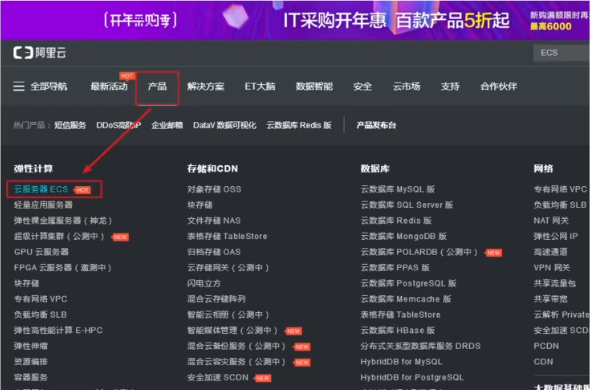 开年采购季
IT采购开年惠 百款产品5折起
新购满额限时再
最高6000
阿里云
ECS
全部导航 最新活动 HOT 产品 解决方案 ET大脑 数据智能 安全 云市场 支持 合作伙伴
热门产品： 短信服务 DDoS高防IP 企业邮箱 DataV 数据可视化 云数据库 Redis 版 产品发布台
弹性计算
云服务器 ECS HOT
轻量应用服务器
弹性裸金属服务器（神龙）
超级计算集群（公测中） NEW
GPU 云服务器
FPGA 云服务器（邀测中）
块存储
专有网络 VPC
负载均衡 SLB
弹性高性能计算 E-HPC
弹性伸缩
资源编排
容器服务
存储和CDN
对象存储 OSS
块存储
文件存储 NAS
表格存储 TableStore
归档存储 OAS
云存储网关（公测中）
闪电立方
混合云存储阵列
智能云相册（公测中）
智能媒体管理（公测中） NEW
混合云备份服务（公测中） NEW
混合云容灾服务（公测中） NEW
安全加速 SCDN NEW
数据库
云数据库 MySQL 版
云数据库 SQL Server 版
云数据库 Redis 版
云数据库 MongoDB 版
云数据库 POLARDB（公测中） NEW
云数据库 PPAS 版
云数据库 PostgreSQL 版
云数据库 Memcache 版
表格存储 TableStore
云数据库 HBase 版
分布式关系型数据库服务 DRDS
HybridDB for MySQL
HybridDB for PostgreSQL
网络
专有网络 VPC
负载均衡 SLB
NAT 网关
弹性公网 IP
高速通道
VPN 网关
共享流量包
共享带宽
云解析 Private
安全加速 SCD
PCDN
CDN
大数据基础服